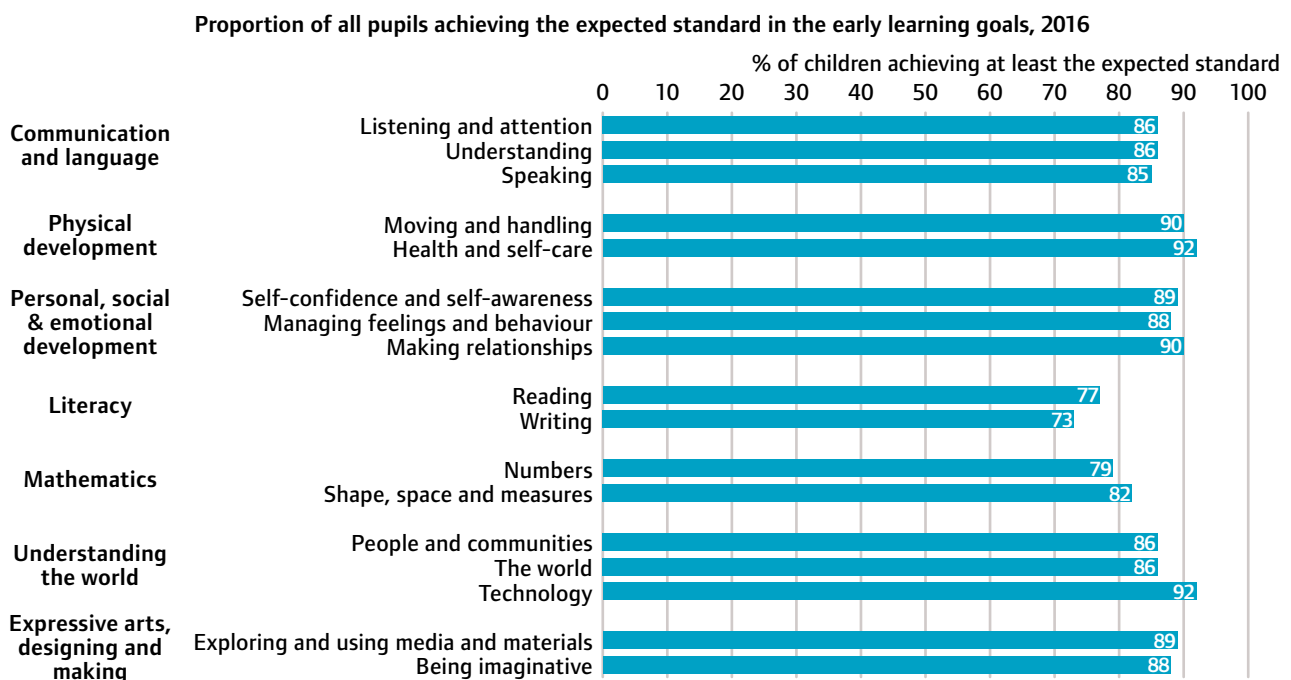 Proportion of all pupils achieving the expected standard in the early learning goals, 2016
% of children achieving at least the expected standard
0 10 20 30 40 50 60 70 80 90 100
Communication
and language
Listening and attention 86
Understanding 86
Speaking 85
Physical
development
Moving and handling 90
Health and self-care 92
Personal, social
& emotional
development
Self-confidence and self-awareness 89
Managing feelings and behaviour 88
Making relationships 90
Literacy
Reading 77
Writing 73
Mathematics
Numbers 79
Shape, space and measures 82
Understanding
the world
People and communities 86
The world 86
Technology 92
Expressive arts,
designing and
making
Exploring and using media and materials 89
Being imaginative 88